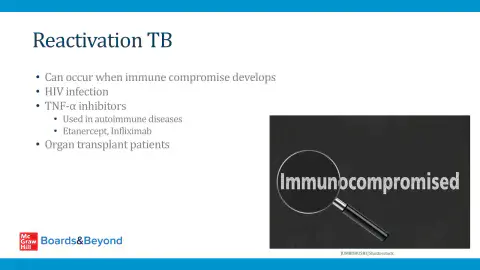 Reactivation TB
• Can occur when immune compromise develops
• HIV infection
• TNF-α inhibitors
• Used in autoimmune diseases
• Etanercept, Infliximab
• Organ transplant patients
Immunocompromised
Mc
Graw
Hill
Boards&Beyond